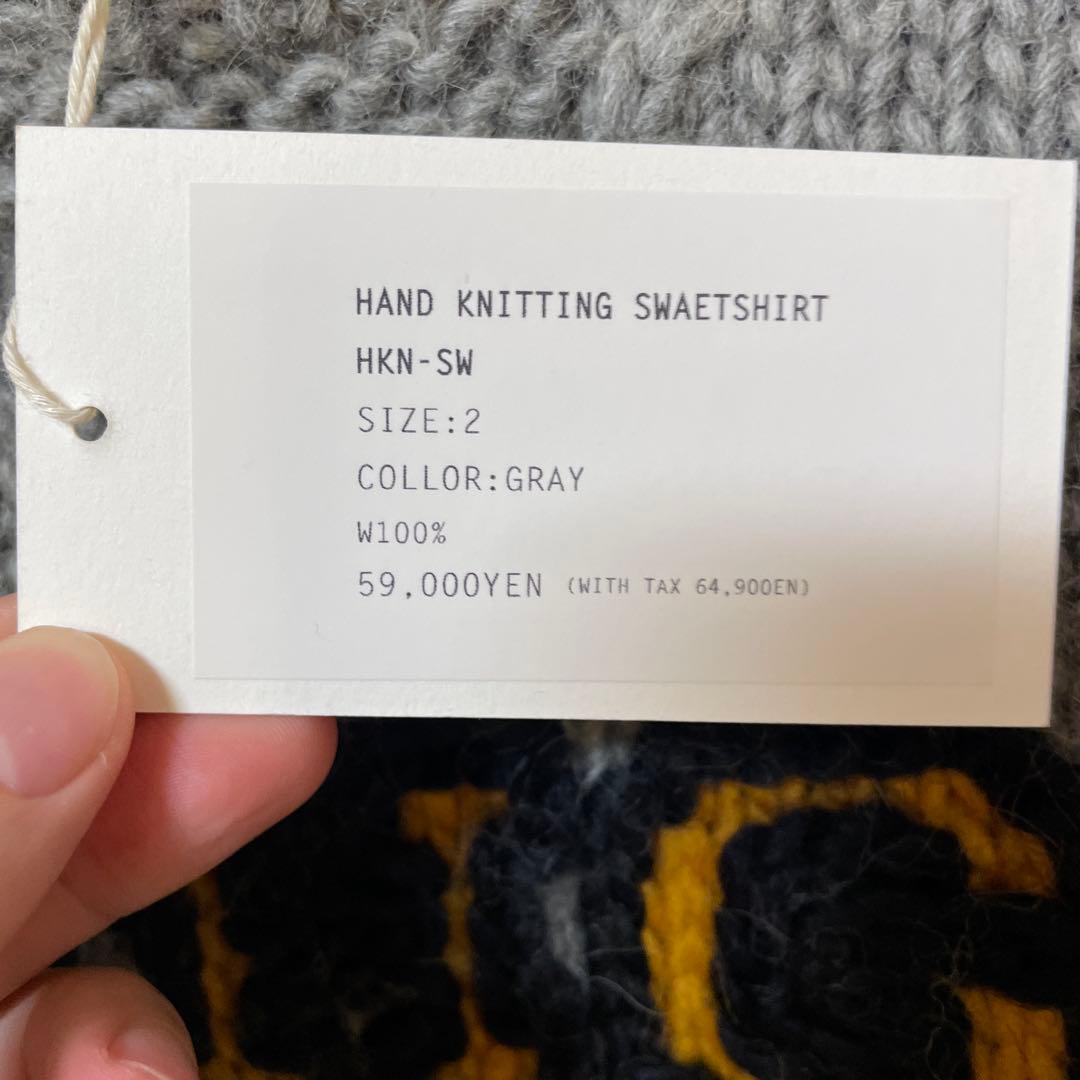 HAND KNITTING SWAETSHIRT
HKN-SW
SIZE:2
COLLOR:GRAY
W100%
59,000YEN (WITH TAX 64,900EN)